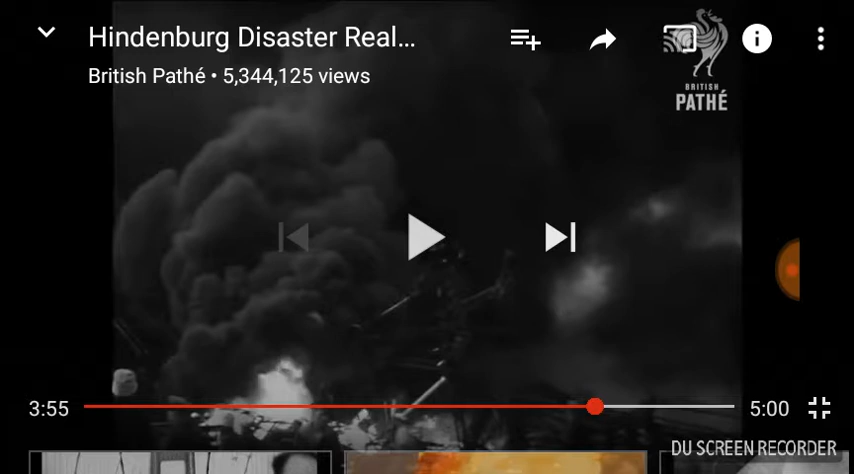 Hindenburg Disaster Real...
British Pathé • 5,344,125 views
BRITISH
PATHÉ
3:55
5:00
DU SCREEN RECORDER